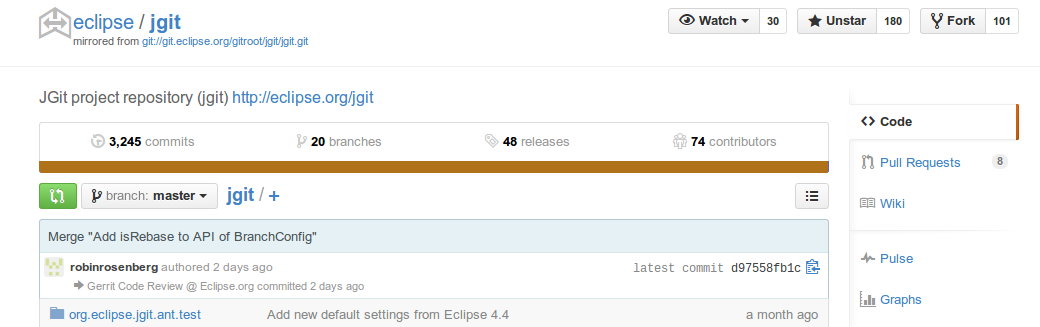 eclipse / jgit
mirrored from git://git.eclipse.org/gitroot/jgit/jgit.git
Watch 30
Unstar 180
Fork 101
JGit project repository (jgit) http://eclipse.org/jgit
3,245 commits
20 branches
48 releases
74 contributors
branch: master
jgit / +
Merge "Add isRebase to API of BranchConfig"
robinrosenberg authored 2 days ago
latest commit d97558fb1c
Gerrit Code Review @ Eclipse.org committed 2 days ago
org.eclipse.jgit.ant.test
Add new default settings from Eclipse 4.4
a month ago
Code
Pull Requests 8
Wiki
Pulse
Graphs